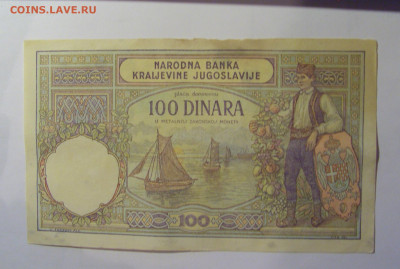 COINS.LAVE.RU
NARODNA BANKA
KRALJEVINE JUGOSLAVIJE
100 DINARA
100